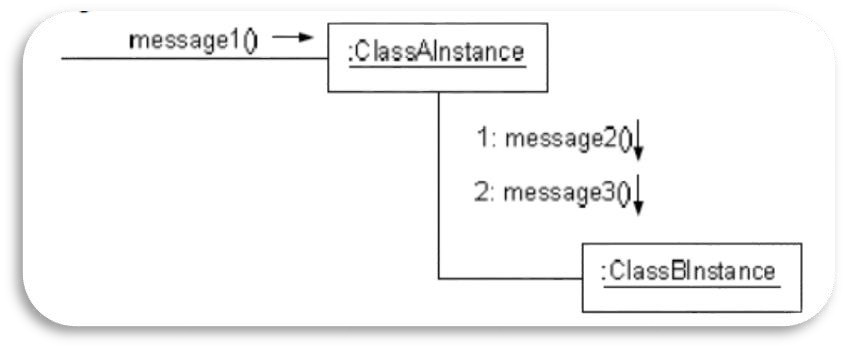 message1()
:ClassAInstance
1: message2()
2: message3()
:ClassBInstance